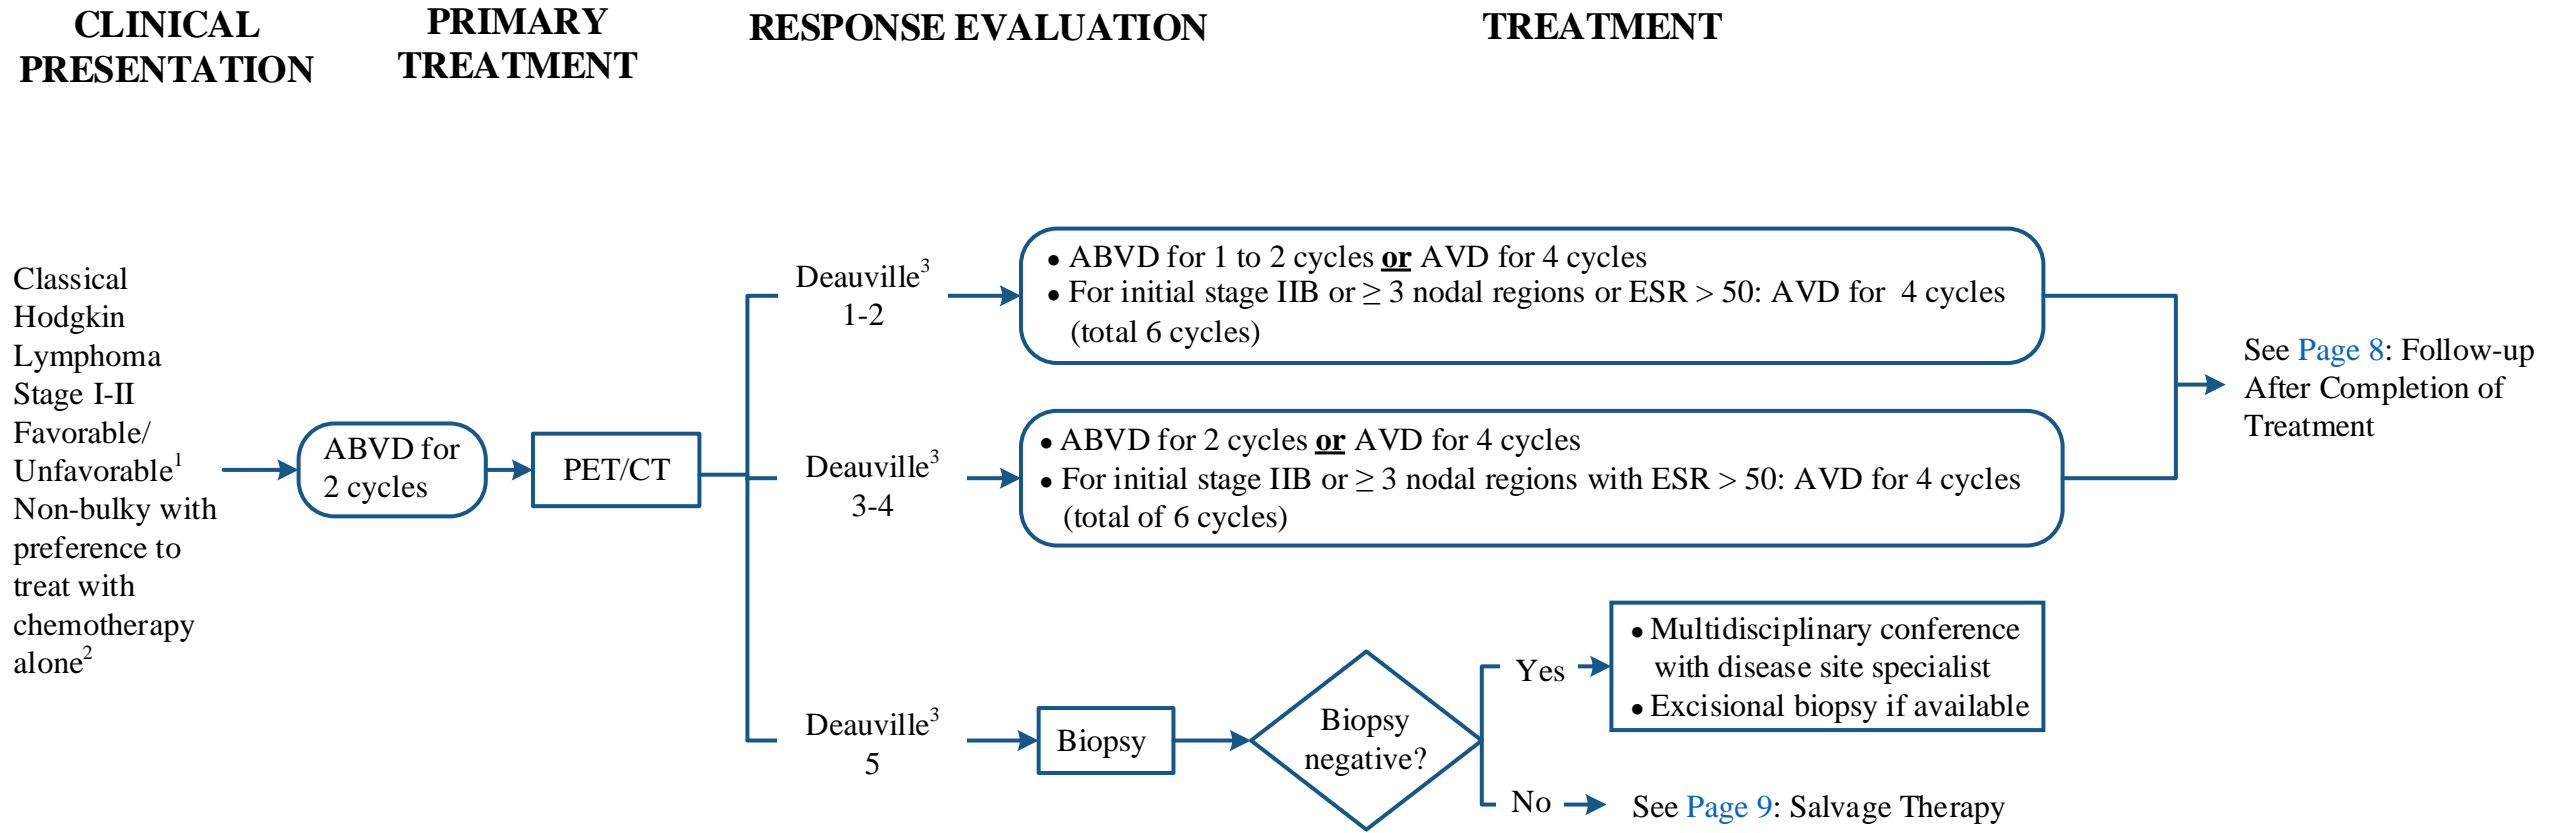 CLINICAL
PRESENTATION
PRIMARY
TREATMENT
RESPONSE EVALUATION
TREATMENT
Classical
Hodgkin
Lymphoma
Stage I-II
Favorable/
Unfavorable1
Non-bulky with
preference to
treat with
chemotherapy
alone2
ABVD for
2 cycles
PET/CT
Deauville3
1-2
● ABVD for 1 to 2 cycles or AVD for 4 cycles
● For initial stage IIB or ≥ 3 nodal regions or ESR > 50: AVD for 4 cycles
(total 6 cycles)
Deauville3
3-4
● ABVD for 2 cycles or AVD for 4 cycles
● For initial stage IIB or ≥ 3 nodal regions with ESR > 50: AVD for 4 cycles
(total of 6 cycles)
See Page 8: Follow-up
After Completion of
Treatment
Deauville3
5
Biopsy
Biopsy
negative?
Yes
● Multidisciplinary conference
with disease site specialist
● Excisional biopsy if available
No
See Page 9: Salvage Therapy